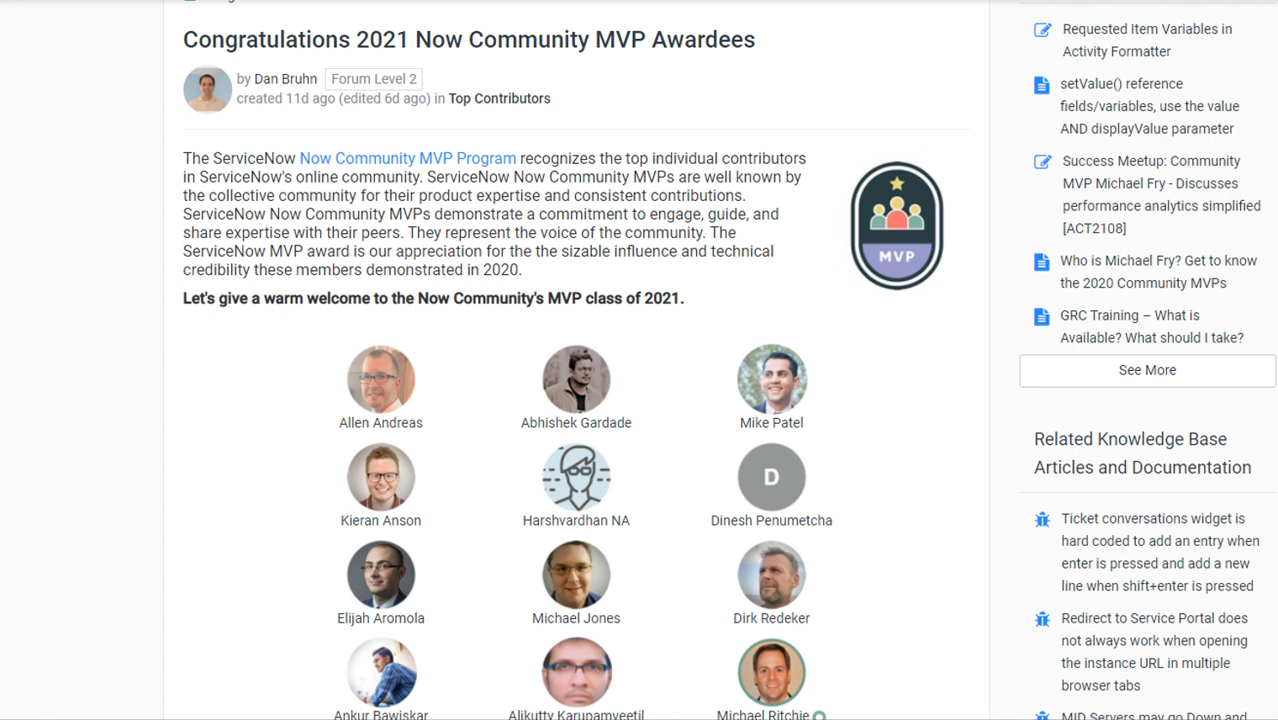 Congratulations 2021 Now Community MVP Awardees
by Dan Bruhn Forum Level 2
created 11d ago (edited 6d ago) in Top Contributors
The ServiceNow Now Community MVP Program recognizes the top individual contributors
in ServiceNow's online community. ServiceNow Now Community MVPs are well known by
the collective community for their product expertise and consistent contributions.
ServiceNow Now Community MVPs demonstrate a commitment to engage, guide, and
share expertise with their peers. They represent the voice of the community. The
ServiceNow MVP award is our appreciation for the the sizable influence and technical
credibility these members demonstrated in 2020.
MVP
Let's give a warm welcome to the Now Community's MVP class of 2021.
Allen Andreas
Abhishek Gardade
Mike Patel
D
Kieran Anson
Harshvardhan NA
Dinesh Penumetcha
Elijah Aromola
Michael Jones
Dirk Redeker
Ankur Bawiskar
Alikutty Karupamveetil
Michael Ritchie
Requested Item Variables in
Activity Formatter
setValue() reference
fields/variables, use the value
AND displayValue parameter
Success Meetup: Community
MVP Michael Fry - Discusses
performance analytics simplified
[ACT2108]
Who is Michael Fry? Get to know
the 2020 Community MVPs
GRC Training – What is
Available? What should I take?
See More
Related Knowledge Base
Articles and Documentation
Ticket conversations widget is
hard coded to add an entry when
enter is pressed and add a new
line when shift+enter is pressed
Redirect to Service Portal does
not always work when opening
the instance URL in multiple
browser tabs
MID Servers may go Down and